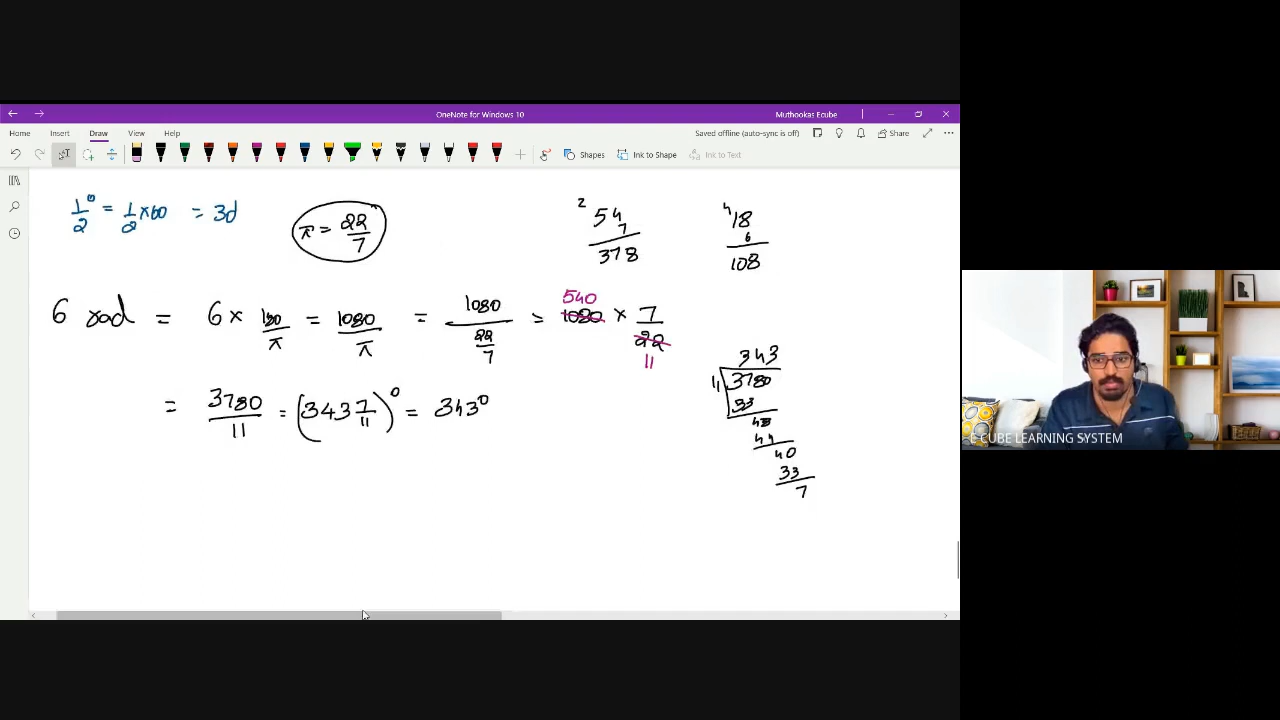 OneNote for Windows 10
Muthookas Ecube
Home Insert Draw View Help
Saved offline (auto-sync is off)
Share
Shapes
Ink to Shape
Ink to Text
1/2° = 1/2 × 60 = 30
π = 22/7
2 54
7
378
4 18
6
108
6 rad = 6 × 180/π = 1080/π = 1080/(22/7) = 1080 × 7/22
540
11
= 3780/11 = (343 7/11)° = 343°
343
11 3780
33
48
44
40
33
7
E CUBE LEARNING SYSTEM